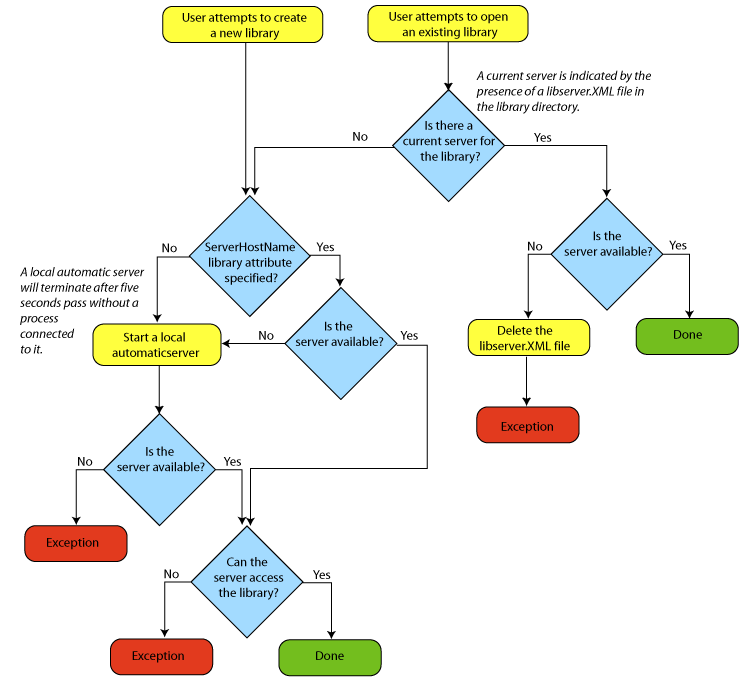 User attempts to create
a new library
User attempts to open
an existing library
A current server is indicated by the
presence of a libserver.XML file in
the library directory.
Is there a
current server for
the library?
No
Yes
ServerHostName
library attribute
specified?
No
Yes
Is the
server available?
No
Yes
A local automatic server
will terminate after five
seconds pass without a
process
connected
to it.
Start a local
automaticserver
Is the
server available?
No
Yes
Delete the
libserver.XML file
Done
Exception
Is the
server available?
No
Yes
Exception
Can the
server access
the library?
No
Yes
Exception
Done